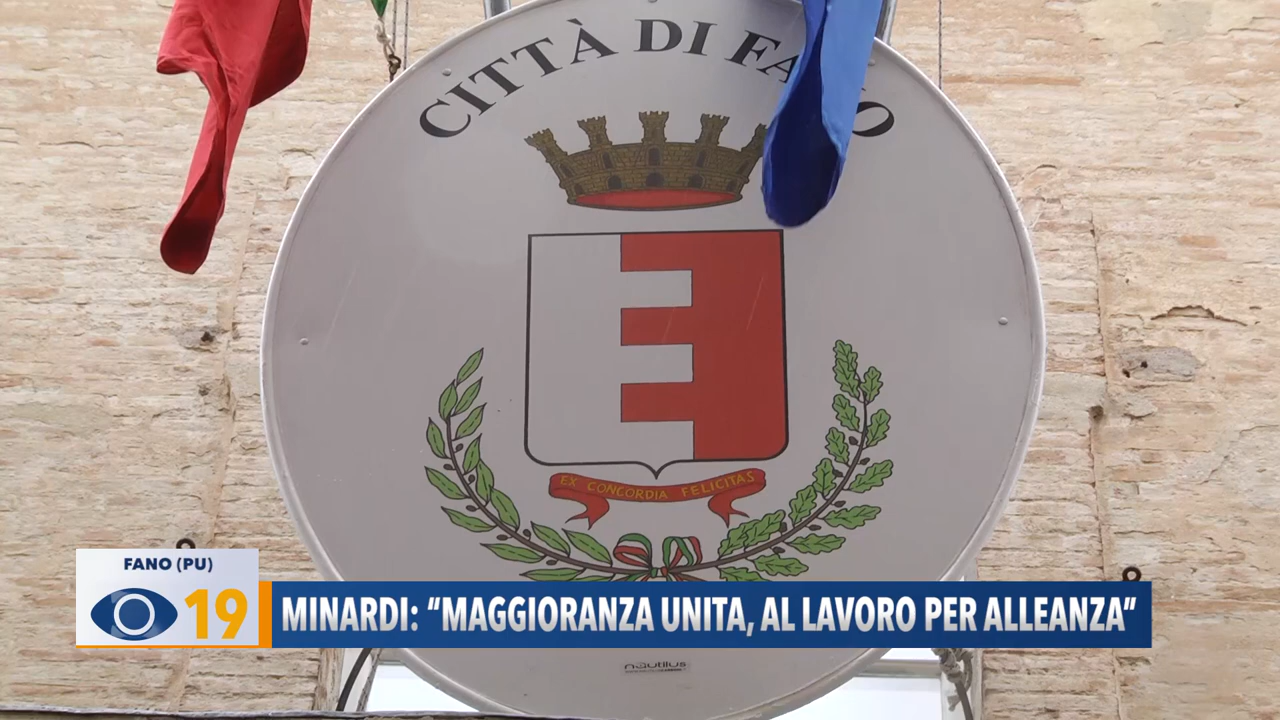 CITTÀ DI FANO
EX CONCORDIA FELICITAS
FANO (PU)
19
MINARDI: “MAGGIORANZA UNITA, AL LAVORO PER ALLEANZA”
nautilus